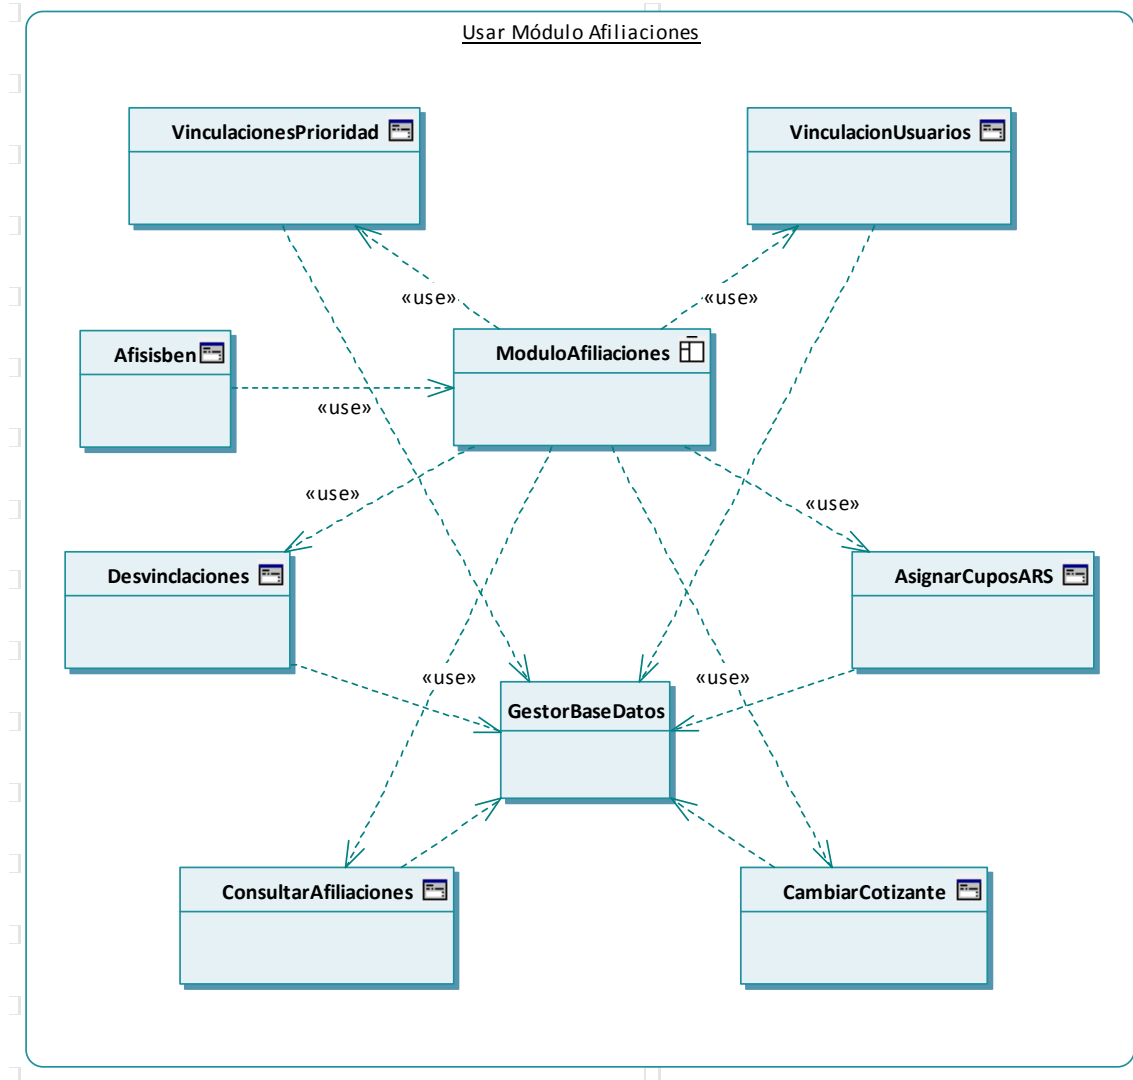 Usar Módulo Afiliaciones
VinculacionesPrioridad
VinculacionUsuarios
«use»
«use»
Afisisben
ModuloAfiliaciones
«use»
«use»
«use»
Desvinclaciones
AsignarCuposARS
«use»
«use»
GestorBaseDatos
ConsultarAfiliaciones
CambiarCotizante